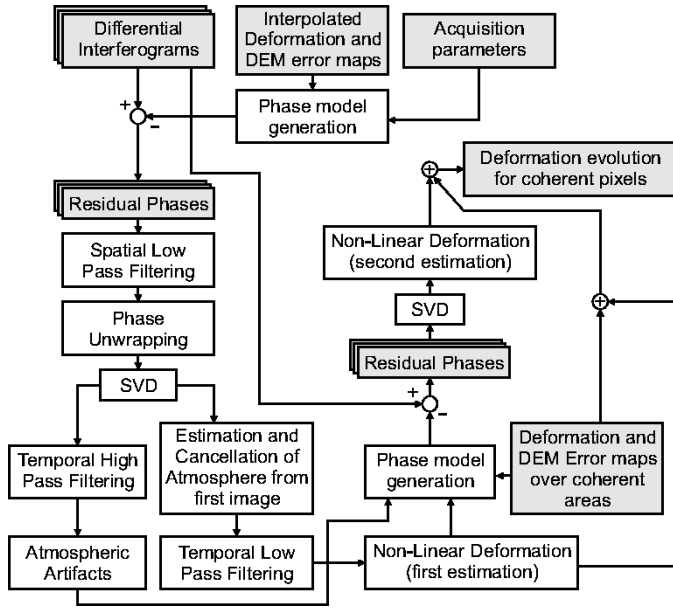 Differential
Interferograms
Interpolated
Deformation and
DEM error maps
Acquisition
parameters
+
−
Phase model
generation
Residual Phases
Spatial Low
Pass Filtering
Phase
Unwrapping
SVD
Temporal High
Pass Filtering
Atmospheric
Artifacts
Estimation and
Cancellation of
Atmosphere from
first image
Temporal Low
Pass Filtering
+
Deformation evolution
for coherent pixels
Non-Linear Deformation
(second estimation)
SVD
+
Residual Phases
+
−
Phase model
generation
Deformation and
DEM Error maps
over coherent
areas
Non-Linear Deformation
(first estimation)